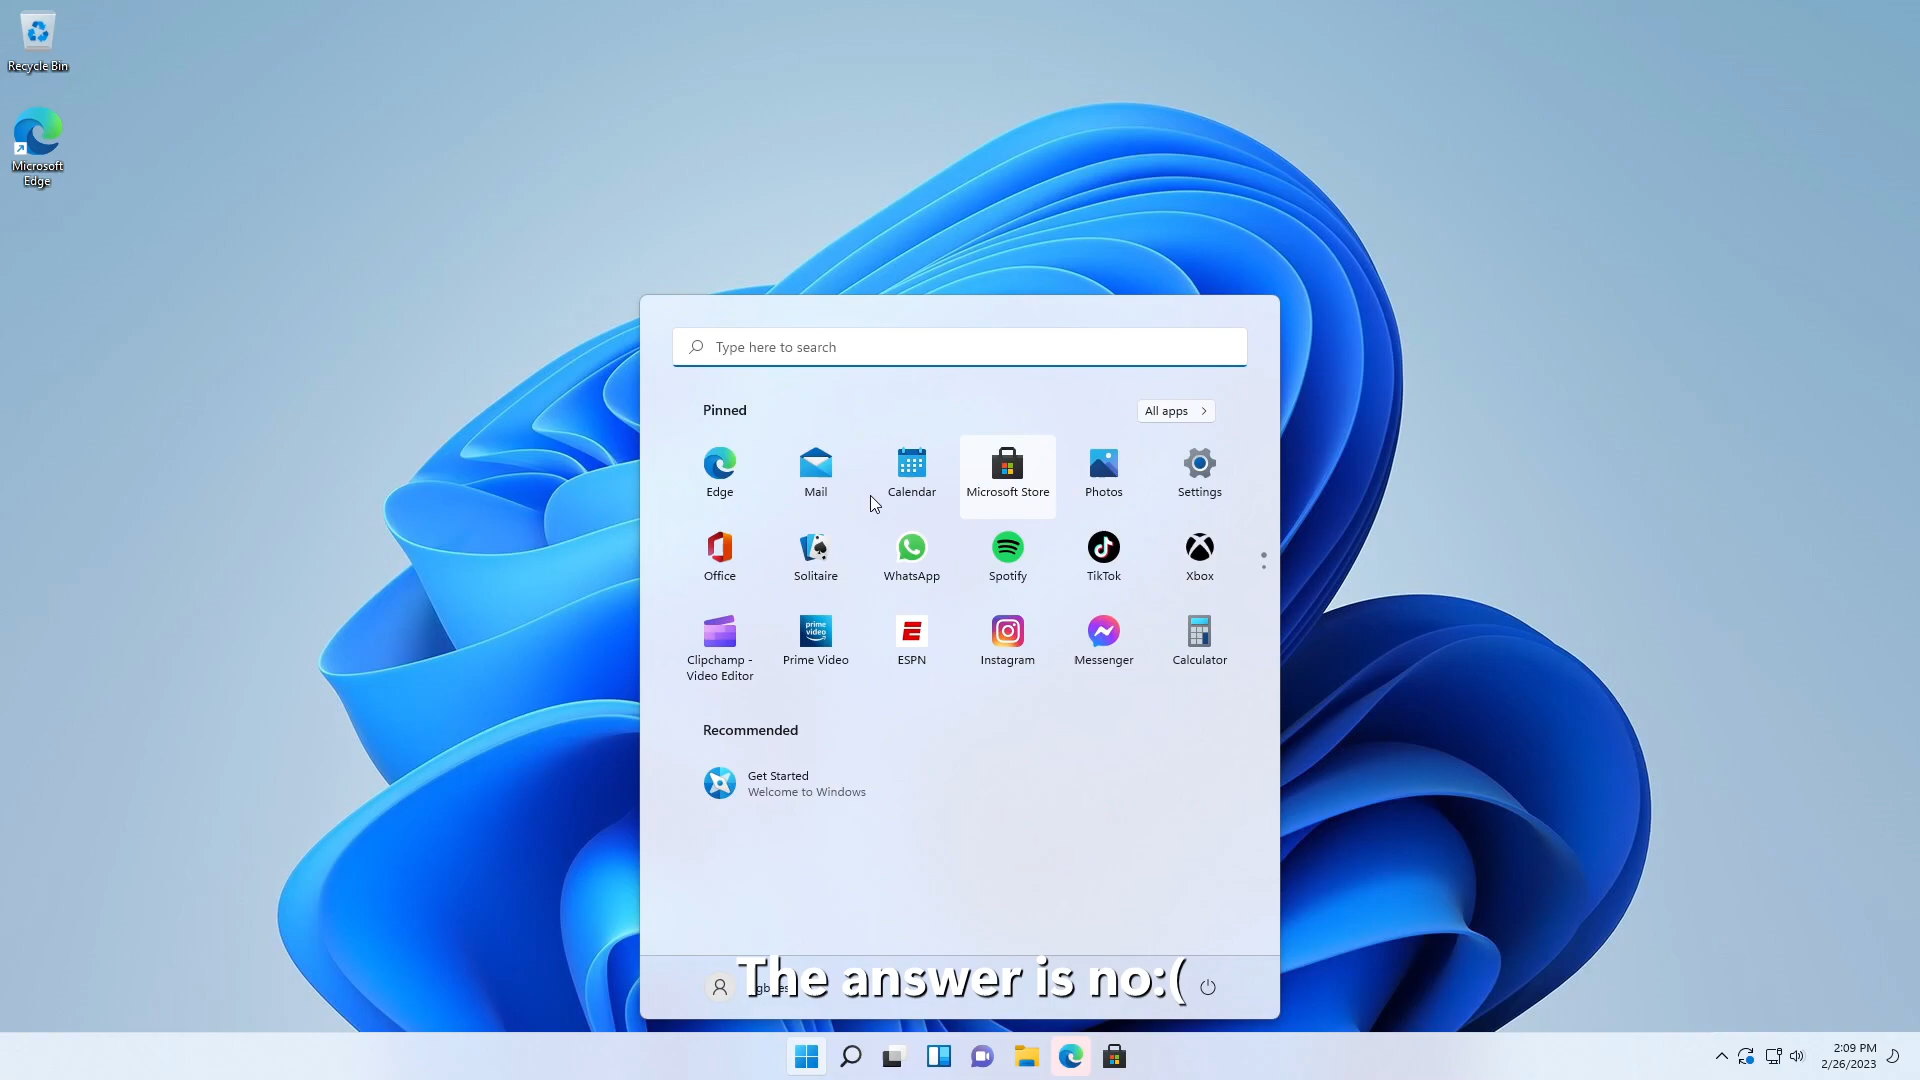 Recycle Bin
Microsoft
Edge
Type here to search
Pinned
All apps
Edge
Mail
Calendar
Microsoft Store
Photos
Settings
Office
Solitaire
WhatsApp
Spotify
TikTok
Xbox
prime
video
Clipchamp -
Video Editor
Prime Video
ESPN
Instagram
Messenger
Calculator
Recommended
Get Started
Welcome to Windows
The answer is no:(
2:09 PM
2/26/2023